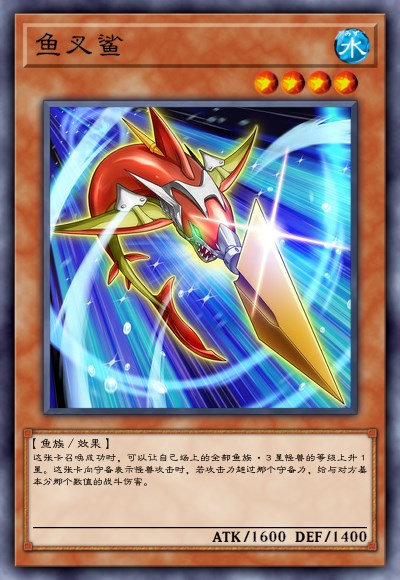 鱼叉鲨
水
【鱼族／效果】
这张卡召唤成功时，可以让自己场上的全部鱼族·3星怪兽的等级上升1
星。这张卡向守备表示怪兽攻击时，若攻击力超过那个守备力，给与对方基
本分那个数值的战斗伤害。
ATK/1600 DEF/1400